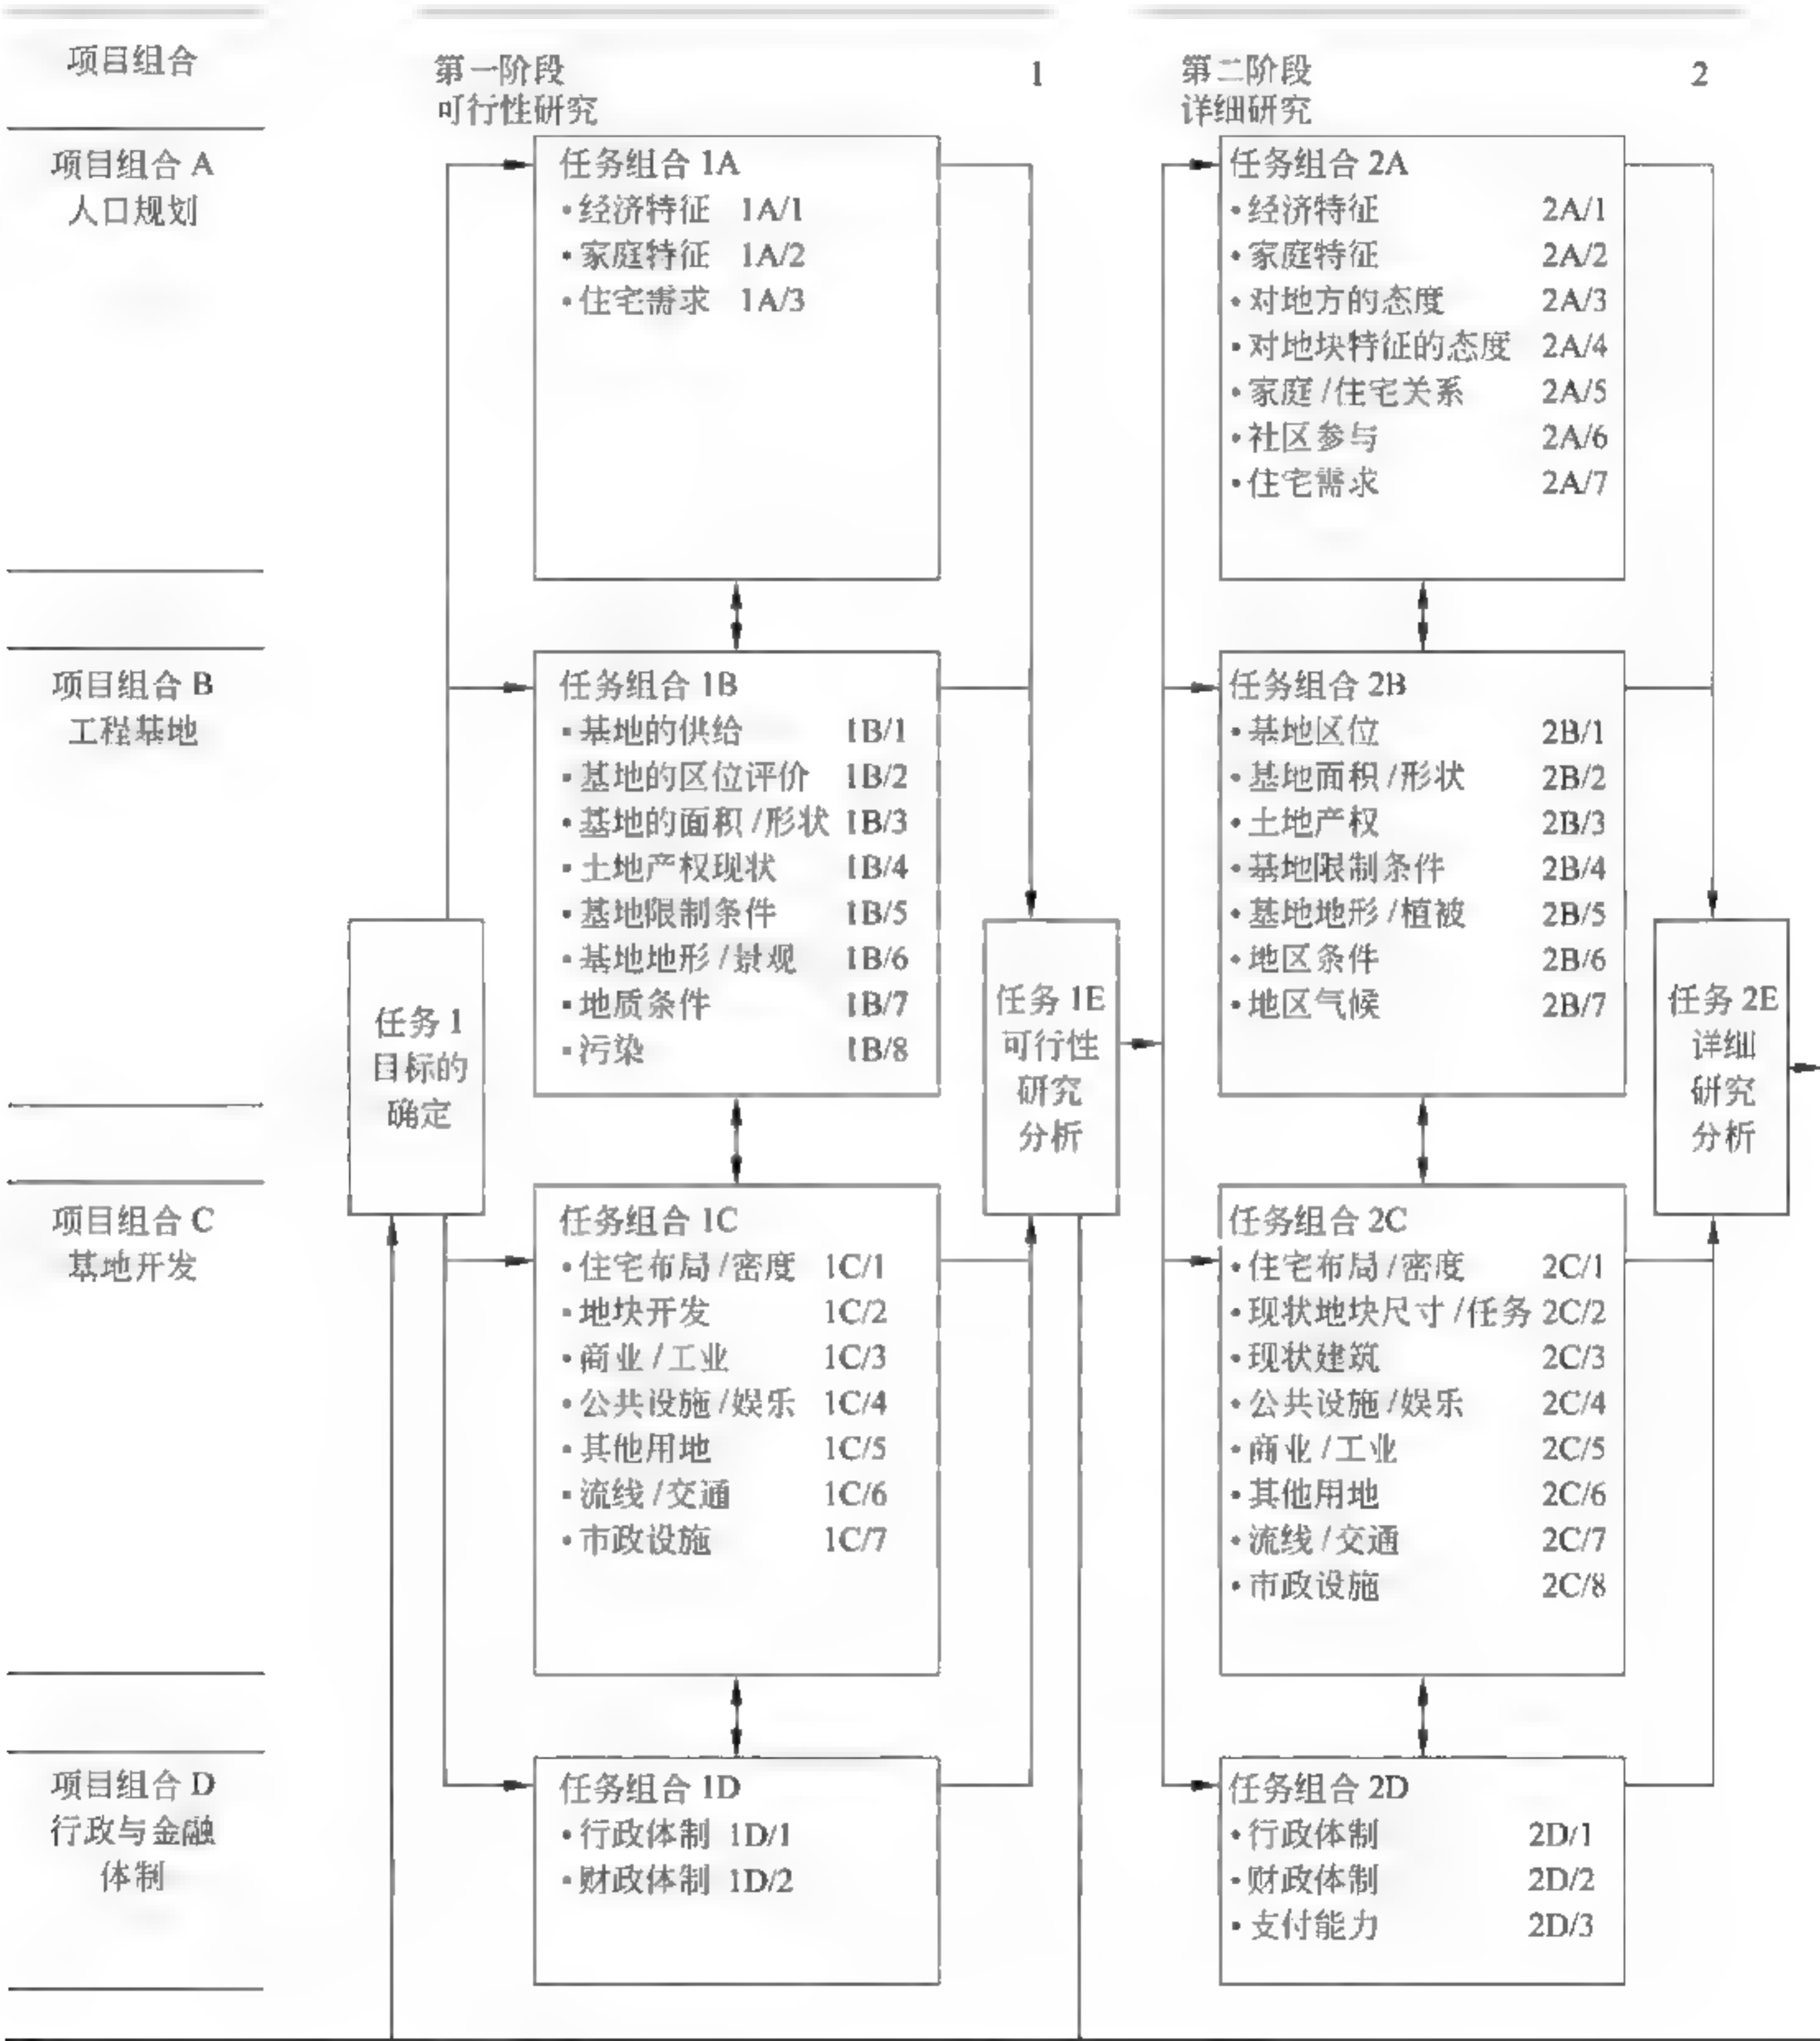 项目组合
项目组合 A
人口规划
项目组合 B
工程基地
项目组合 C
基地开发
项目组合 D
行政与金融
体制
任务 1
目标的
确定
第一阶段 1
可行性研究
任务组合 1A
·经济特征 1A/1
·家庭特征 1A/2
·住宅需求 1A/3
任务组合 1B
·基地的供给 1B/1
·基地的区位评价 1B/2
·基地的面积/形状 1B/3
·土地产权现状 1B/4
·基地限制条件 1B/5
·基地地形/景观 1B/6
·地质条件 1B/7
·污染 1B/8
任务组合 1C
·住宅布局/密度 1C/1
·地块开发 1C/2
·商业/工业 1C/3
·公共设施/娱乐 1C/4
·其他用地 1C/5
·流线/交通 1C/6
·市政设施 1C/7
任务组合 1D
·行政体制 1D/1
·财政体制 1D/2
任务 1E
可行性
研究
分析
第二阶段 2
详细研究
任务组合 2A
·经济特征 2A/1
·家庭特征 2A/2
·对地方的态度 2A/3
·对地块特征的态度 2A/4
·家庭/住宅关系 2A/5
·社区参与 2A/6
·住宅需求 2A/7
任务组合 2B
·基地区位 2B/1
·基地面积/形状 2B/2
·土地产权 2B/3
·基地限制条件 2B/4
·基地地形/植被 2B/5
·地区条件 2B/6
·地区气候 2B/7
任务组合 2C
·住宅布局/密度 2C/1
·现状地块尺寸/任务 2C/2
·现状建筑 2C/3
·公共设施/娱乐 2C/4
·商业/工业 2C/5
·其他用地 2C/6
·流线/交通 2C/7
·市政设施 2C/8
任务组合 2D
·行政体制 2D/1
·财政体制 2D/2
·支付能力 2D/3
任务 2E
详细
研究
分析